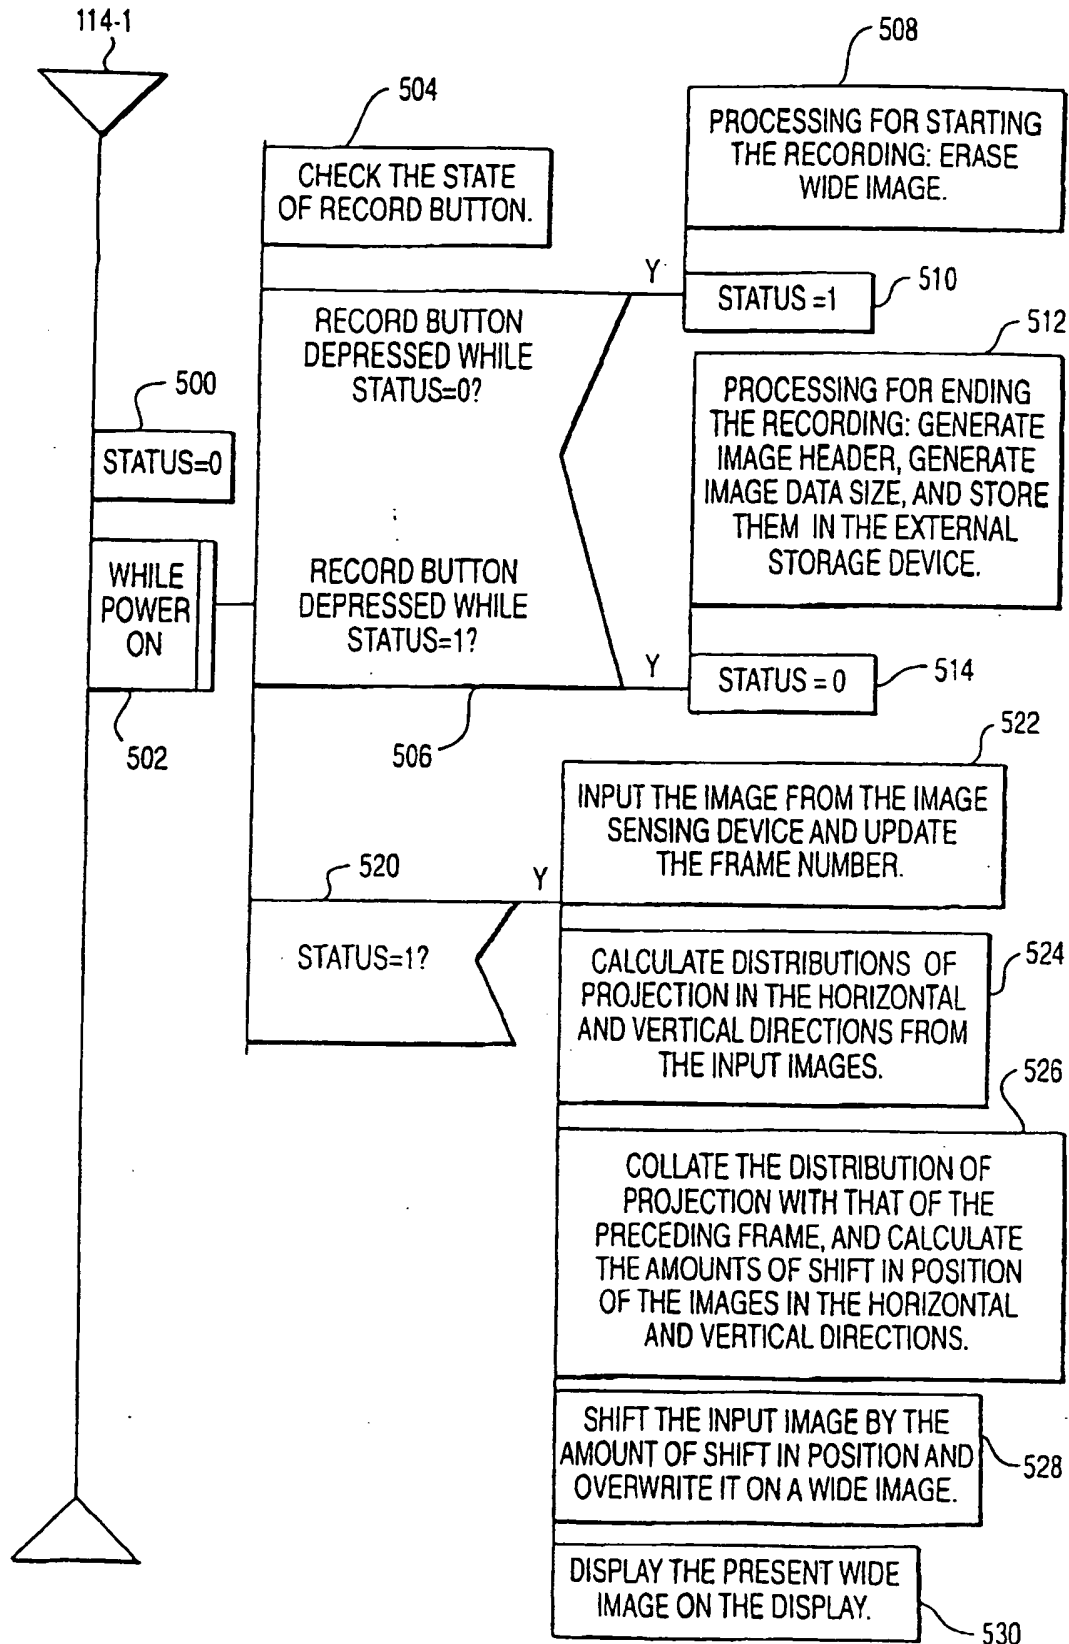 114-1
504
CHECK THE STATE
OF RECORD BUTTON.
508
PROCESSING FOR STARTING
THE RECORDING: ERASE
WIDE IMAGE.
Y
STATUS =1
510
RECORD BUTTON
DEPRESSED WHILE
STATUS=0?
500
STATUS=0
512
PROCESSING FOR ENDING
THE RECORDING: GENERATE
IMAGE HEADER, GENERATE
IMAGE DATA SIZE, AND STORE
THEM IN THE EXTERNAL
STORAGE DEVICE.
WHILE
POWER
ON
502
RECORD BUTTON
DEPRESSED WHILE
STATUS=1?
Y
STATUS = 0
514
506
522
INPUT THE IMAGE FROM THE IMAGE
SENSING DEVICE AND UPDATE
THE FRAME NUMBER.
520
Y
STATUS=1?
524
CALCULATE DISTRIBUTIONS OF
PROJECTION IN THE HORIZONTAL
AND VERTICAL DIRECTIONS FROM
THE INPUT IMAGES.
526
COLLATE THE DISTRIBUTION OF
PROJECTION WITH THAT OF THE
PRECEDING FRAME, AND CALCULATE
THE AMOUNTS OF SHIFT IN POSITION
OF THE IMAGES IN THE HORIZONTAL
AND VERTICAL DIRECTIONS.
SHIFT THE INPUT IMAGE BY THE
AMOUNT OF SHIFT IN POSITION AND
OVERWRITE IT ON A WIDE IMAGE.
528
DISPLAY THE PRESENT WIDE
IMAGE ON THE DISPLAY.
530